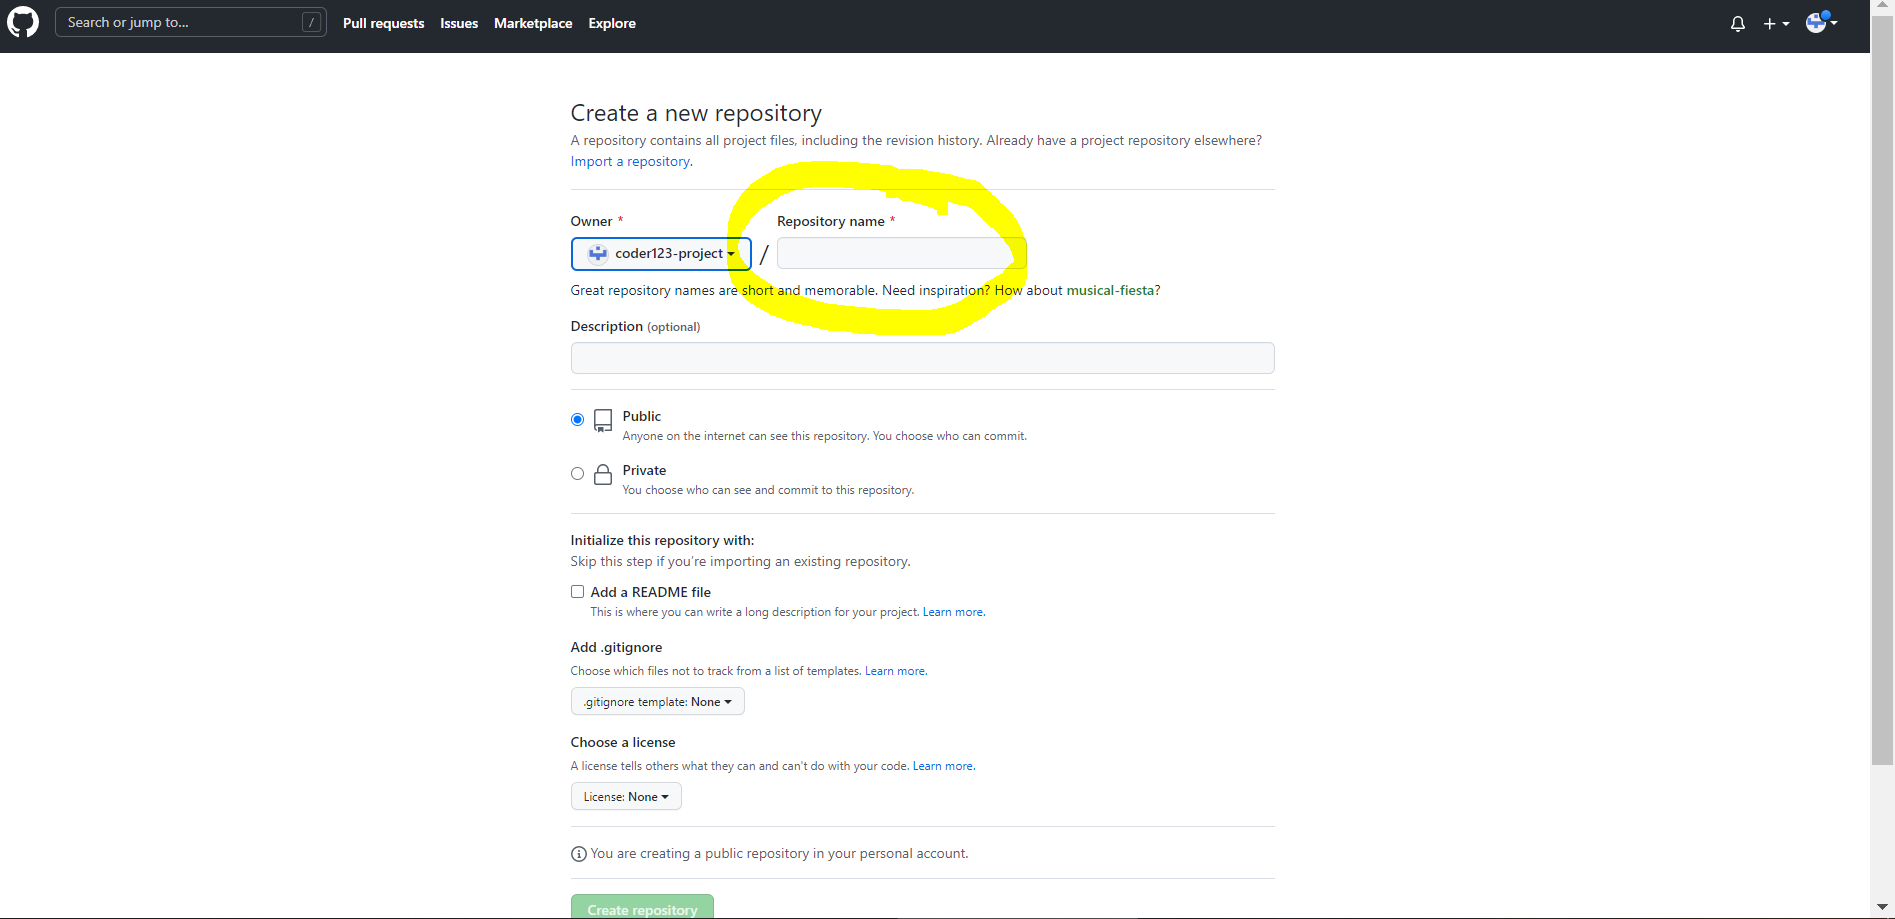 Search or jump to... /
Pull requests Issues Marketplace Explore
Create a new repository
A repository contains all project files, including the revision history. Already have a project repository elsewhere?
Import a repository.
Owner * Repository name *
coder123-project /
Great repository names are short and memorable. Need inspiration? How about musical-fiesta?
Description (optional)
Public
Anyone on the internet can see this repository. You choose who can commit.
Private
You choose who can see and commit to this repository.
Initialize this repository with:
Skip this step if you're importing an existing repository.
Add a README file
This is where you can write a long description for your project. Learn more.
Add .gitignore
Choose which files not to track from a list of templates. Learn more.
.gitignore template: None
Choose a license
A license tells others what they can and can't do with your code. Learn more.
License: None
You are creating a public repository in your personal account.
Create repository